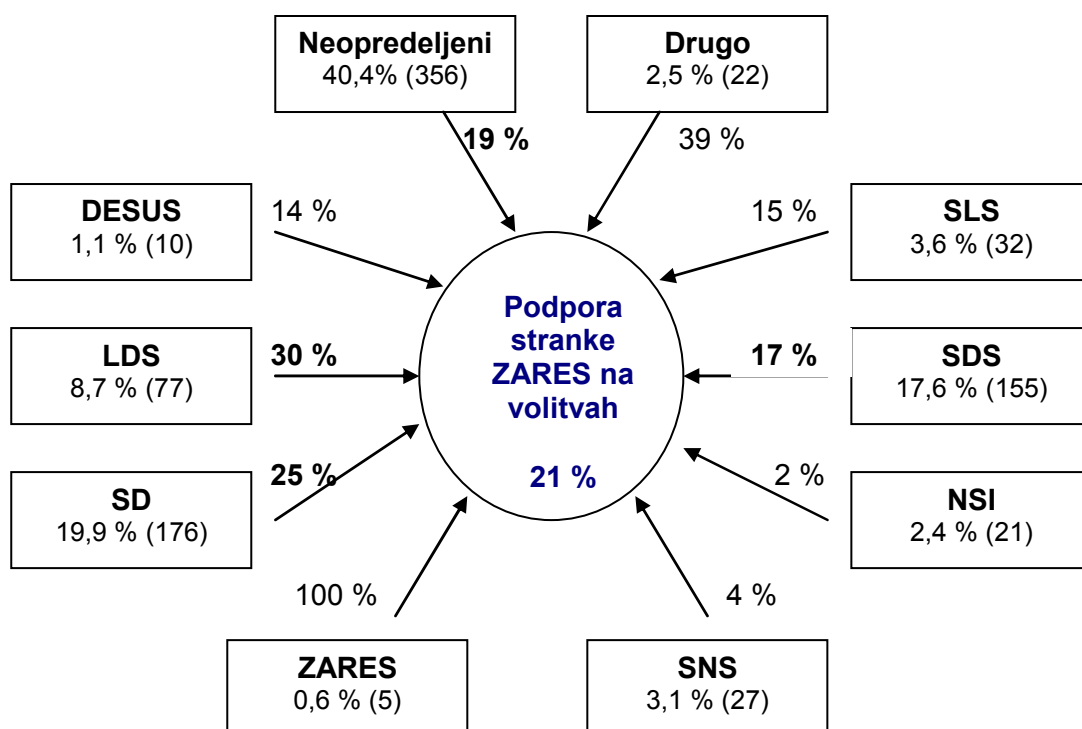 Neopredeljeni
40,4% (356)
Drugo
2,5 % (22)
19 %
39 %
DESUS
1,1 % (10)
14 %
15 %
SLS
3,6 % (32)
Podpora
stranke
ZARES na
volitvah
21 %
LDS
8,7 % (77)
30 %
17 %
SDS
17,6 % (155)
SD
19,9 % (176)
25 %
2 %
NSI
2,4 % (21)
100 %
4 %
ZARES
0,6 % (5)
SNS
3,1 % (27)